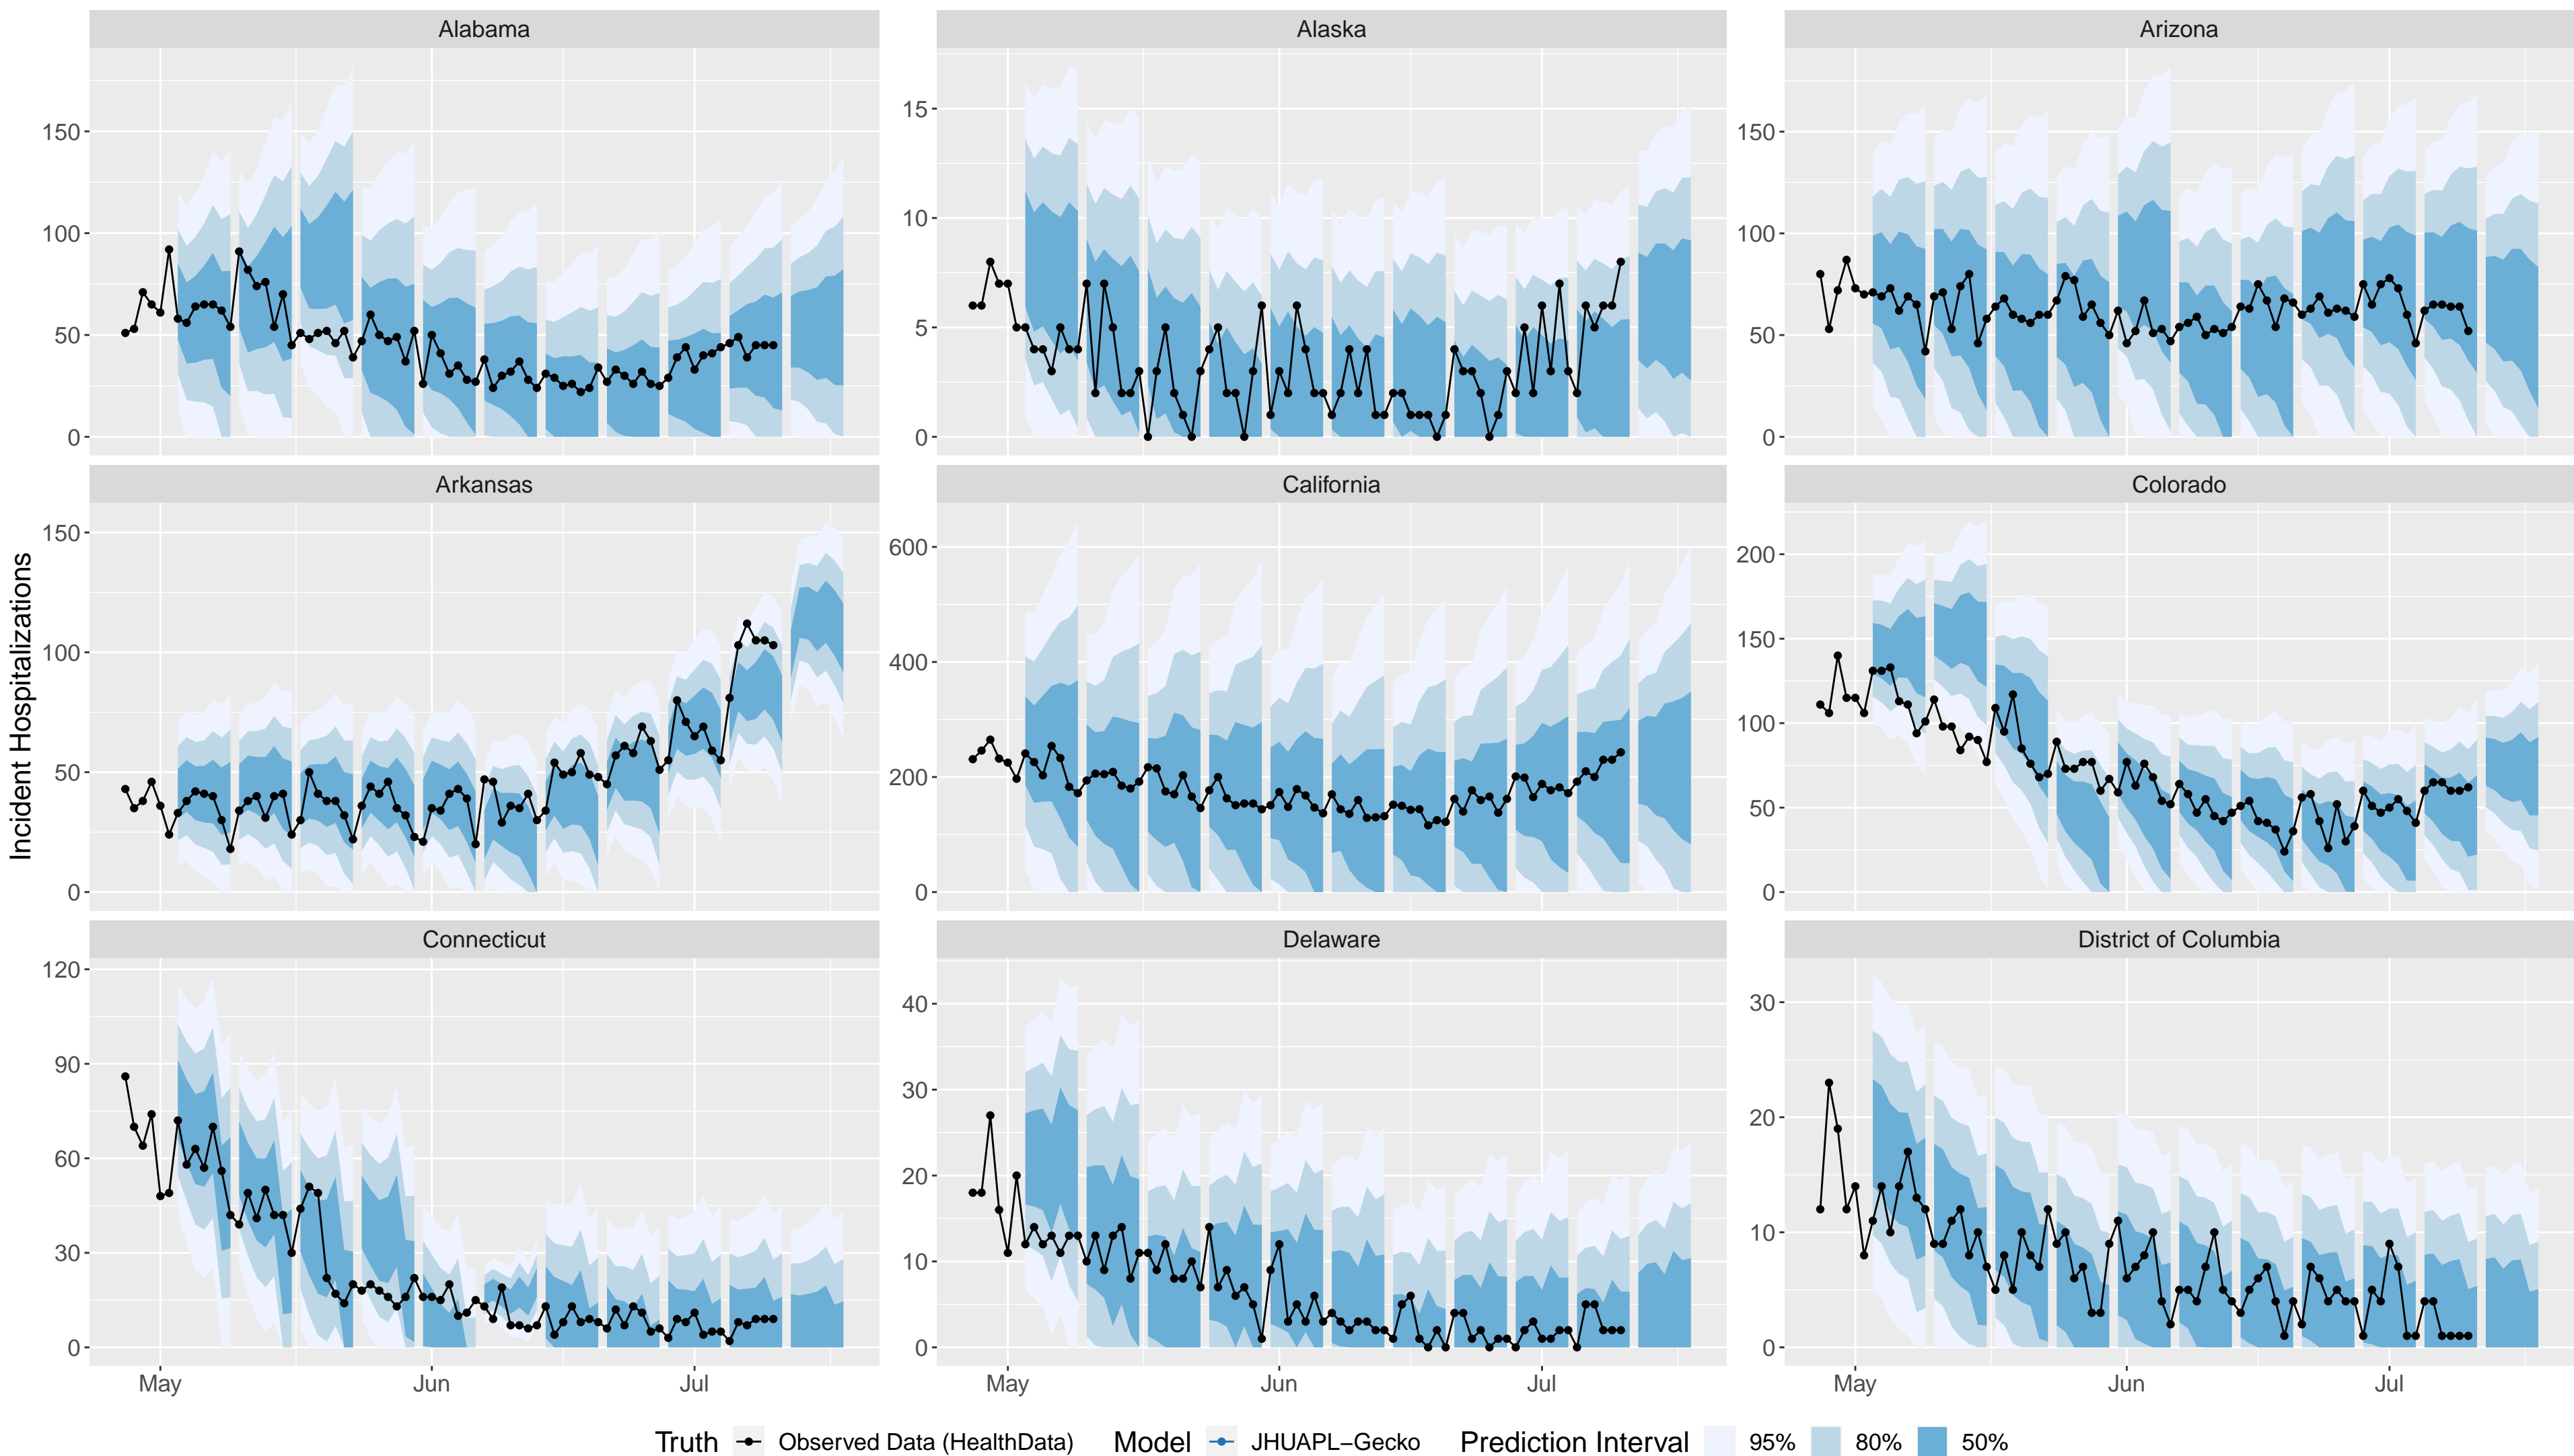 Alabama Alaska Arizona
150 15 150
100 10 100
50 5 50
0 0 0
Arkansas California Colorado
150 600 200
100 400 150
50 200 100
0 0 50
0
Connecticut Delaware District of Columbia
120 40 30
90 30 20
60 20 10
30 10 0
0 0
Incident Hospitalizations
May Jun Jul May Jun Jul May Jun Jul
Truth Observed Data (HealthData) Model JHUAPL−Gecko Prediction Interval 95% 80% 50%